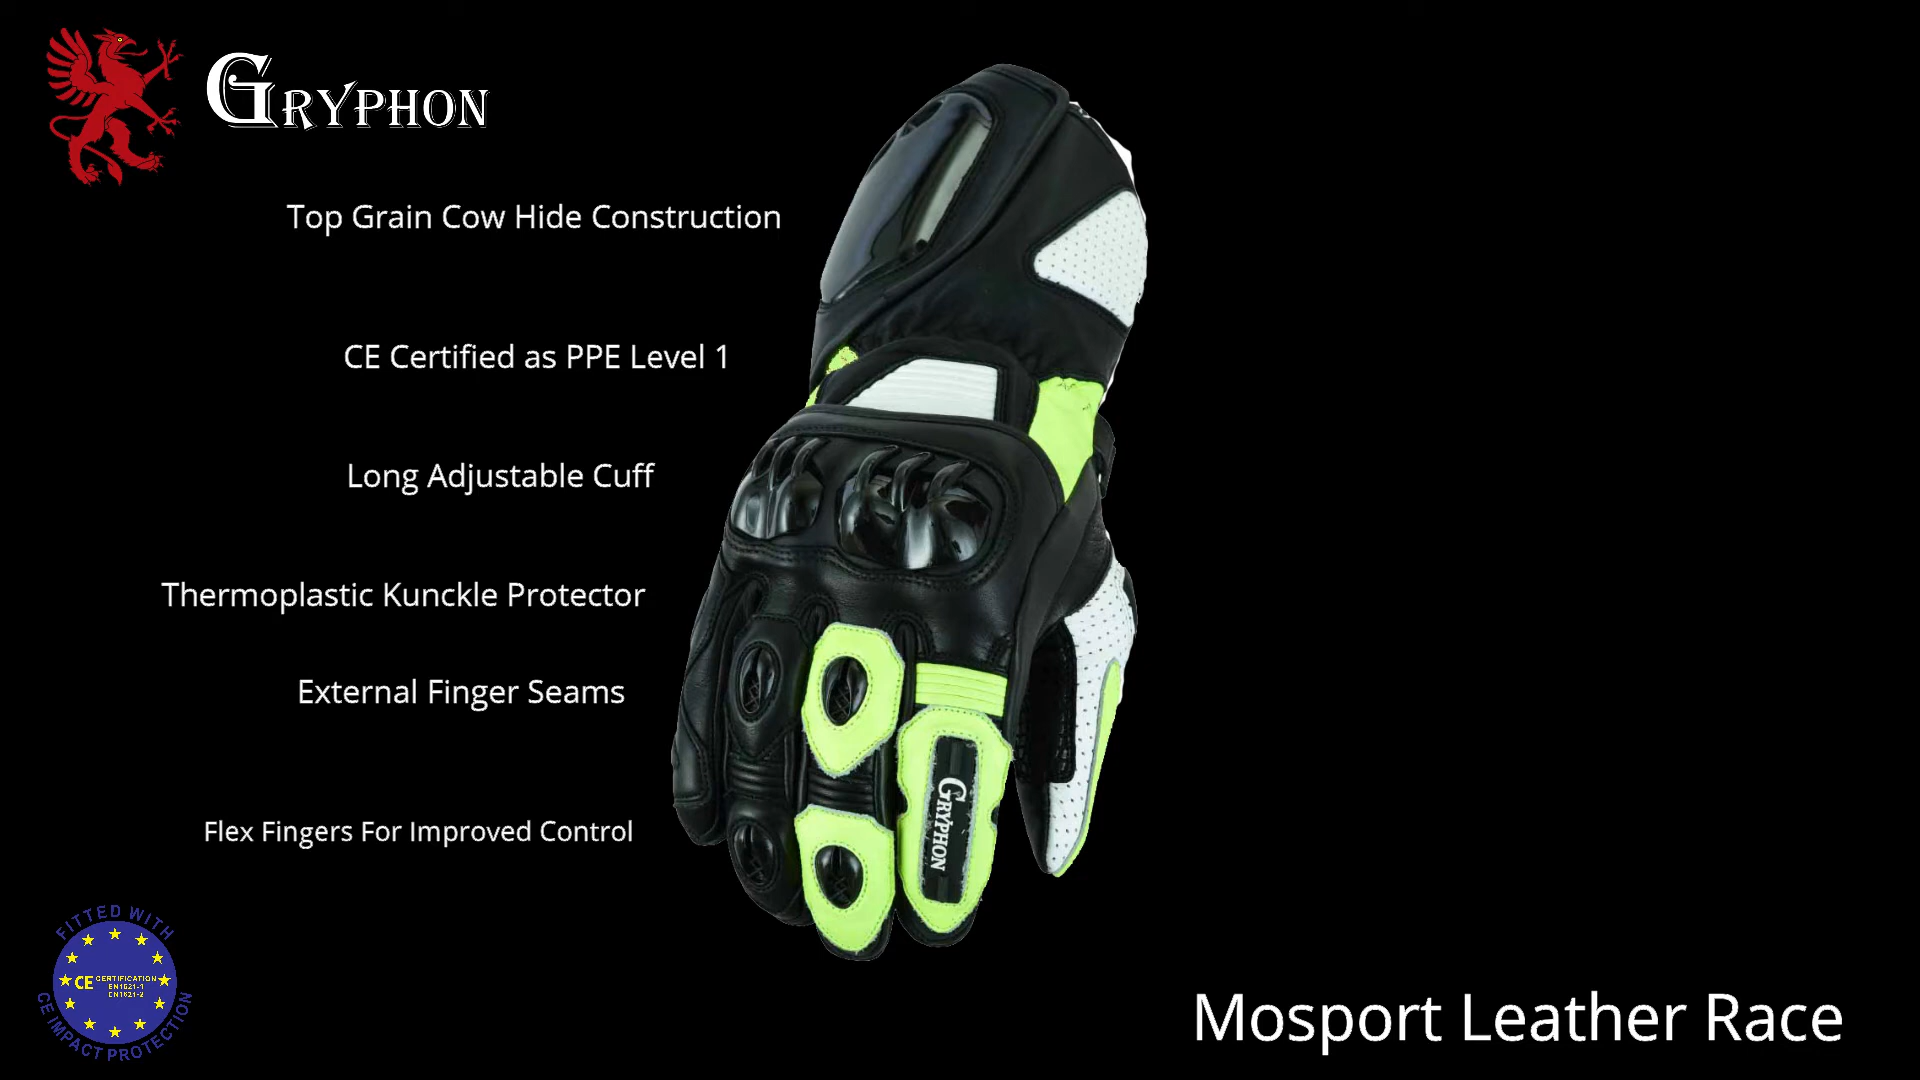 GRYPHON
Top Grain Cow Hide Construction
CE Certified as PPE Level 1
Long Adjustable Cuff
Thermoplastic Kunckle Protector
External Finger Seams
Flex Fingers For Improved Control
GRYPHON
FITTED WITH
CE CERTIFICATION
EN1621-1
EN1621-2
CE IMPACT PROTECTION
Mosport Leather Race